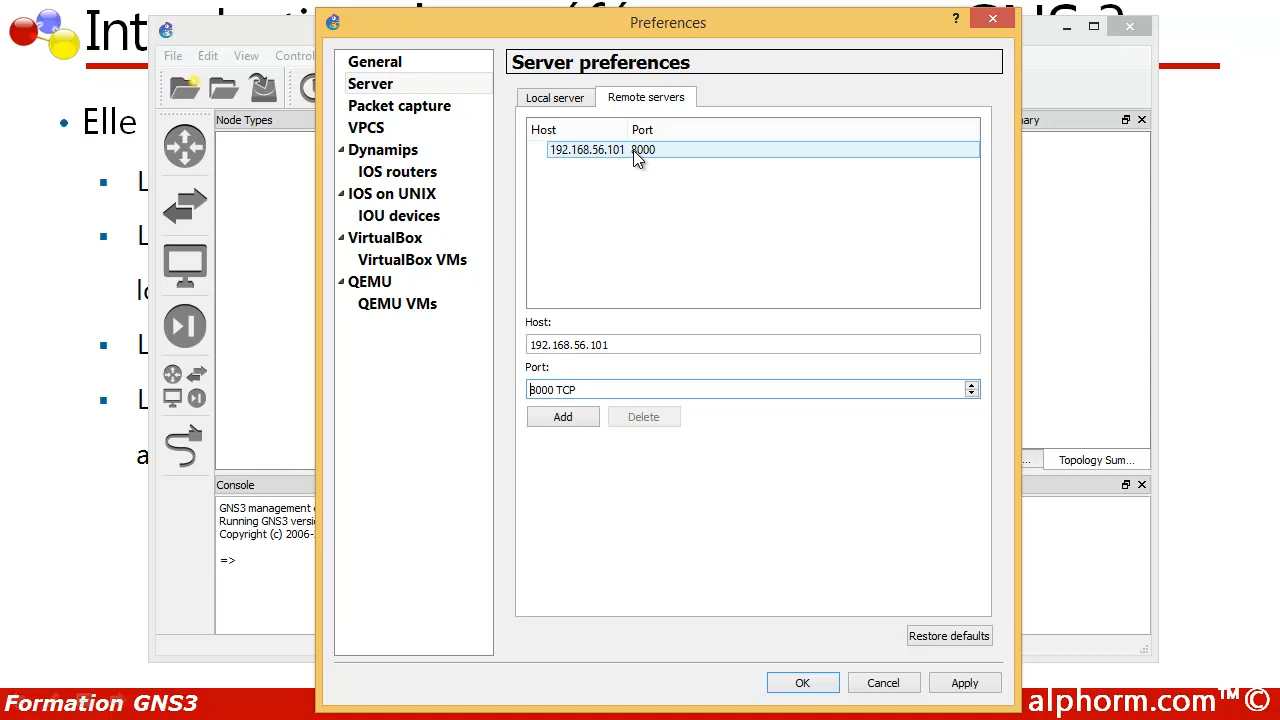 Preferences
?
File Edit View Control
Node Types
General
Server
Packet capture
VPCS
Dynamips
IOS routers
IOS on UNIX
IOU devices
VirtualBox
VirtualBox VMs
QEMU
QEMU VMs
Server preferences
Local server
Remote servers
Host Port
192.168.56.101 8000
Host:
192.168.56.101
Port:
8000 TCP
Add
Delete
Restore defaults
OK
Cancel
Apply
• Elle
Topology Sum...
Console
GNS3 management
Running GNS3
Copyright (c) 2006-
=>
Formation GNS3
alphorm.com™©